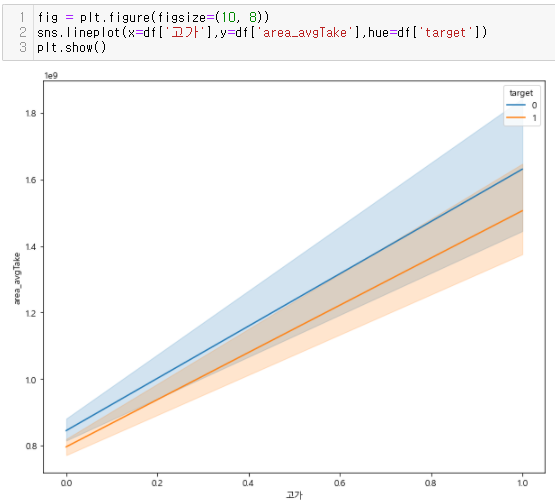 1 fig = plt.figure(figsize=(10, 8))
2 sns.lineplot(x=df['고가'],y=df['area_avgTake'],hue=df['target'])
3 plt.show()
1e9
target
0
1
1.8
1.6
1.4
1.2
1.0
0.8
area_avgTake
0.0 0.2 0.4 0.6 0.8 1.0
고가